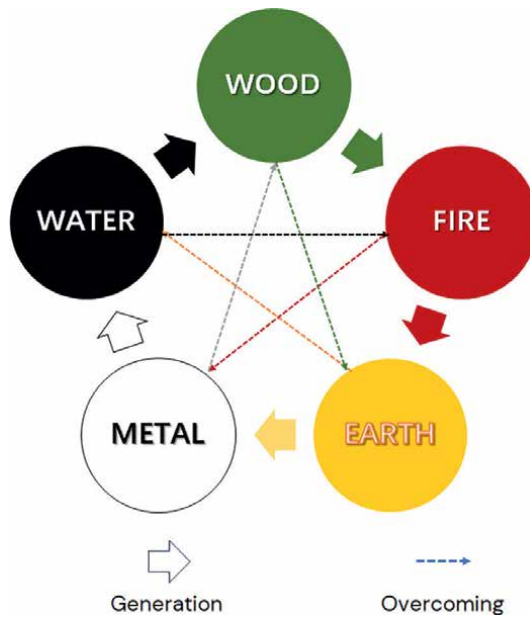 WOOD
WATER
FIRE
METAL
EARTH
Generation
Overcoming